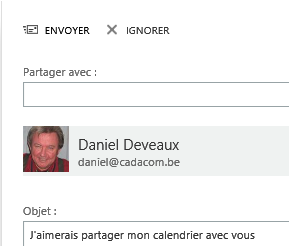 ENVOYER IGNORER
Partager avec :
Daniel Deveaux
daniel@cadacom.be
Objet :
J'aimerais partager mon calendrier avec vous